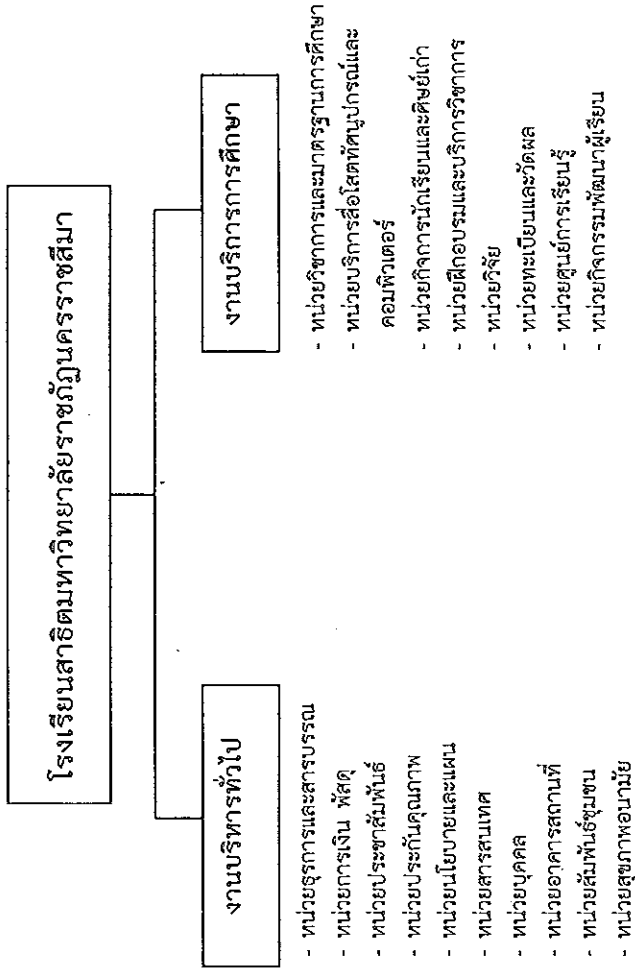 โรงเรียนสาธิตมหาวิทยาลัยราชภัฏนครราชสีมา
งานบริหารทั่วไป
- หน่วยธุรการและสารบรรณ
- หน่วยการเงิน พัสดุ
- หน่วยประชาสัมพันธ์
- หน่วยประกันคุณภาพ
- หน่วยนโยบายและแผน
- หน่วยสารสนเทศ
- หน่วยบุคคล
- หน่วยอาคารสถานที่
- หน่วยสัมพันธ์ชุมชน
- หน่วยสุขภาพอนามัย
งานบริการการศึกษา
- หน่วยวิชาการและมาตรฐานการศึกษา
- หน่วยบริการสื่อโสตทัศนูปกรณ์และ
คอมพิวเตอร์
- หน่วยกิจการนักเรียนและศิษย์เก่า
- หน่วยฝึกอบรมและบริการวิชาการ
- หน่วยวิจัย
- หน่วยทะเบียนและวัดผล
- หน่วยศูนย์การเรียนรู้
- หน่วยกิจกรรมพัฒนาผู้เรียน